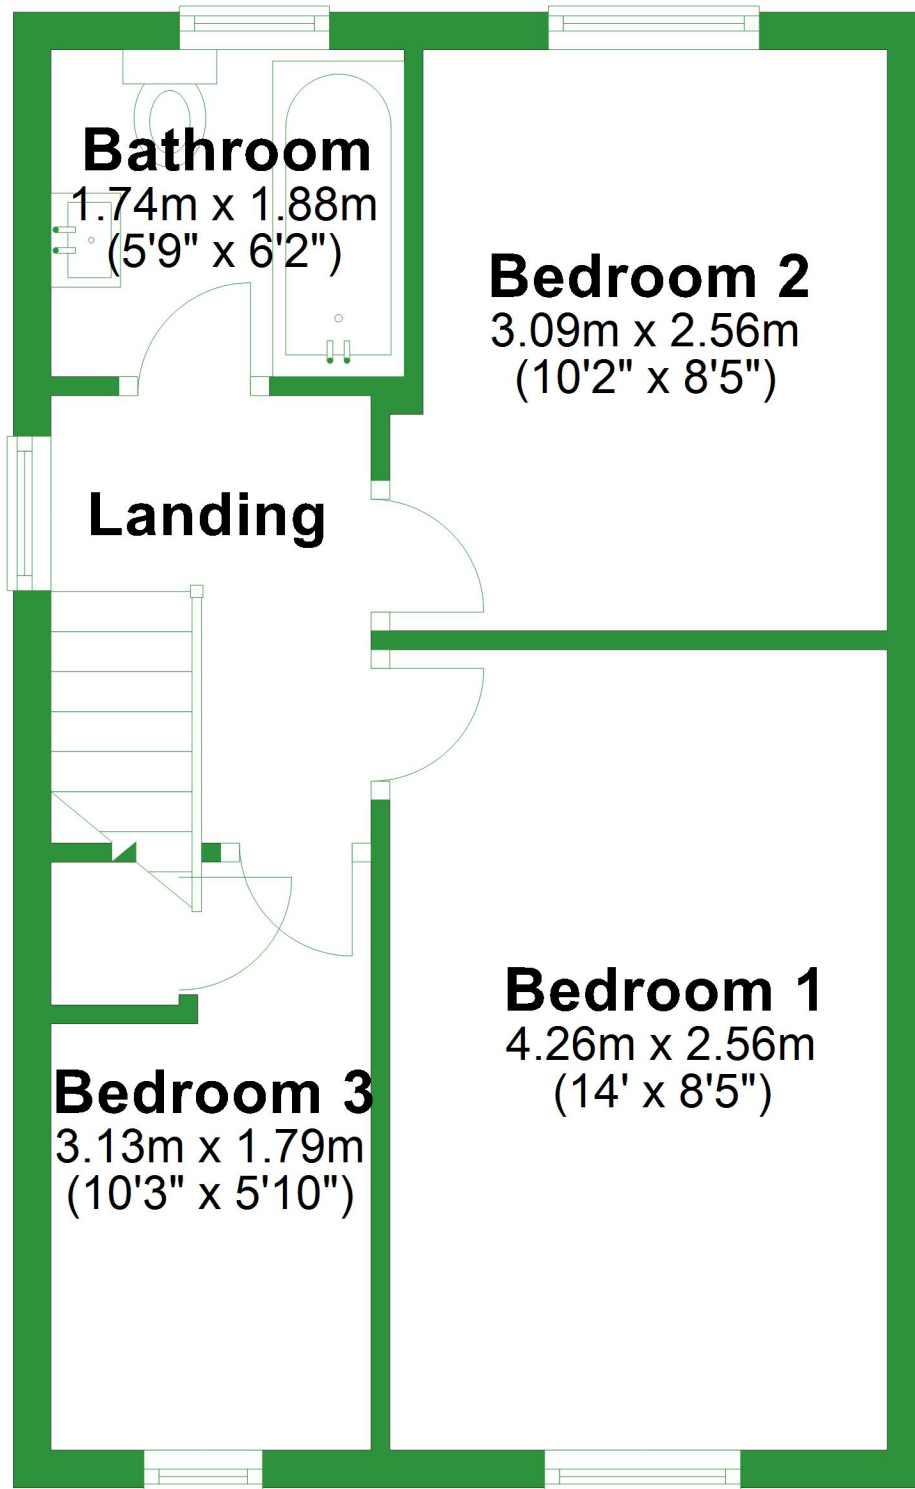 Bathroom
1.74m x 1.88m
(5'9" x 6'2")
Bedroom 2
3.09m x 2.56m
(10'2" x 8'5")
Landing
Bedroom 1
4.26m x 2.56m
(14' x 8'5")
Bedroom 3
3.13m x 1.79m
(10'3" x 5'10")